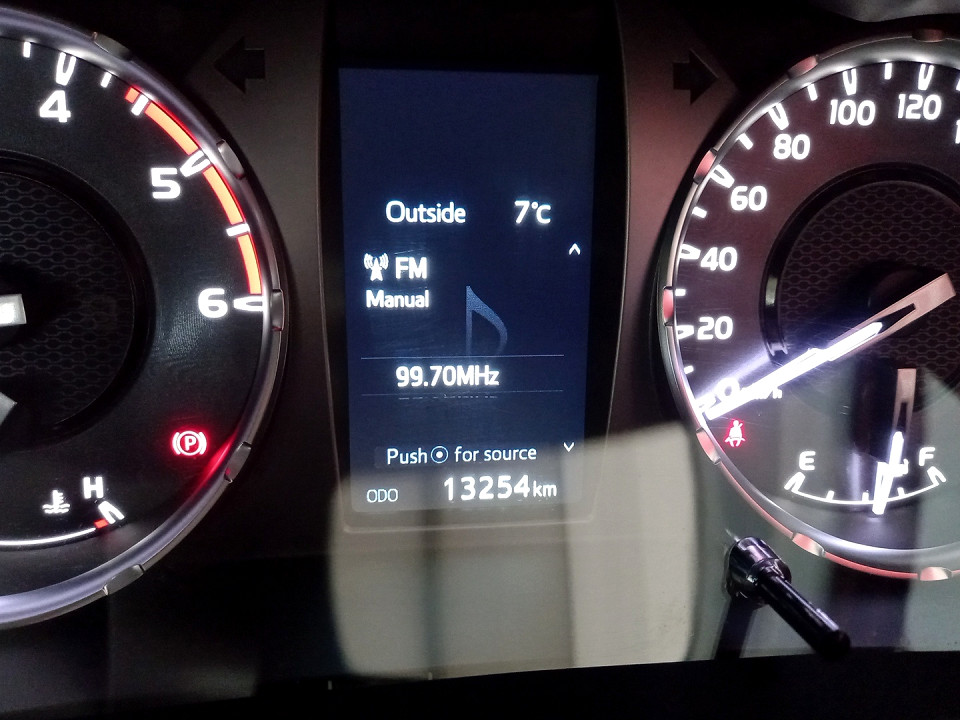 4
5
6
H
Outside 7°C
FM
Manual
99.70MHz
Push for source
ODO 13254km
120
100
80
60
40
20
E F